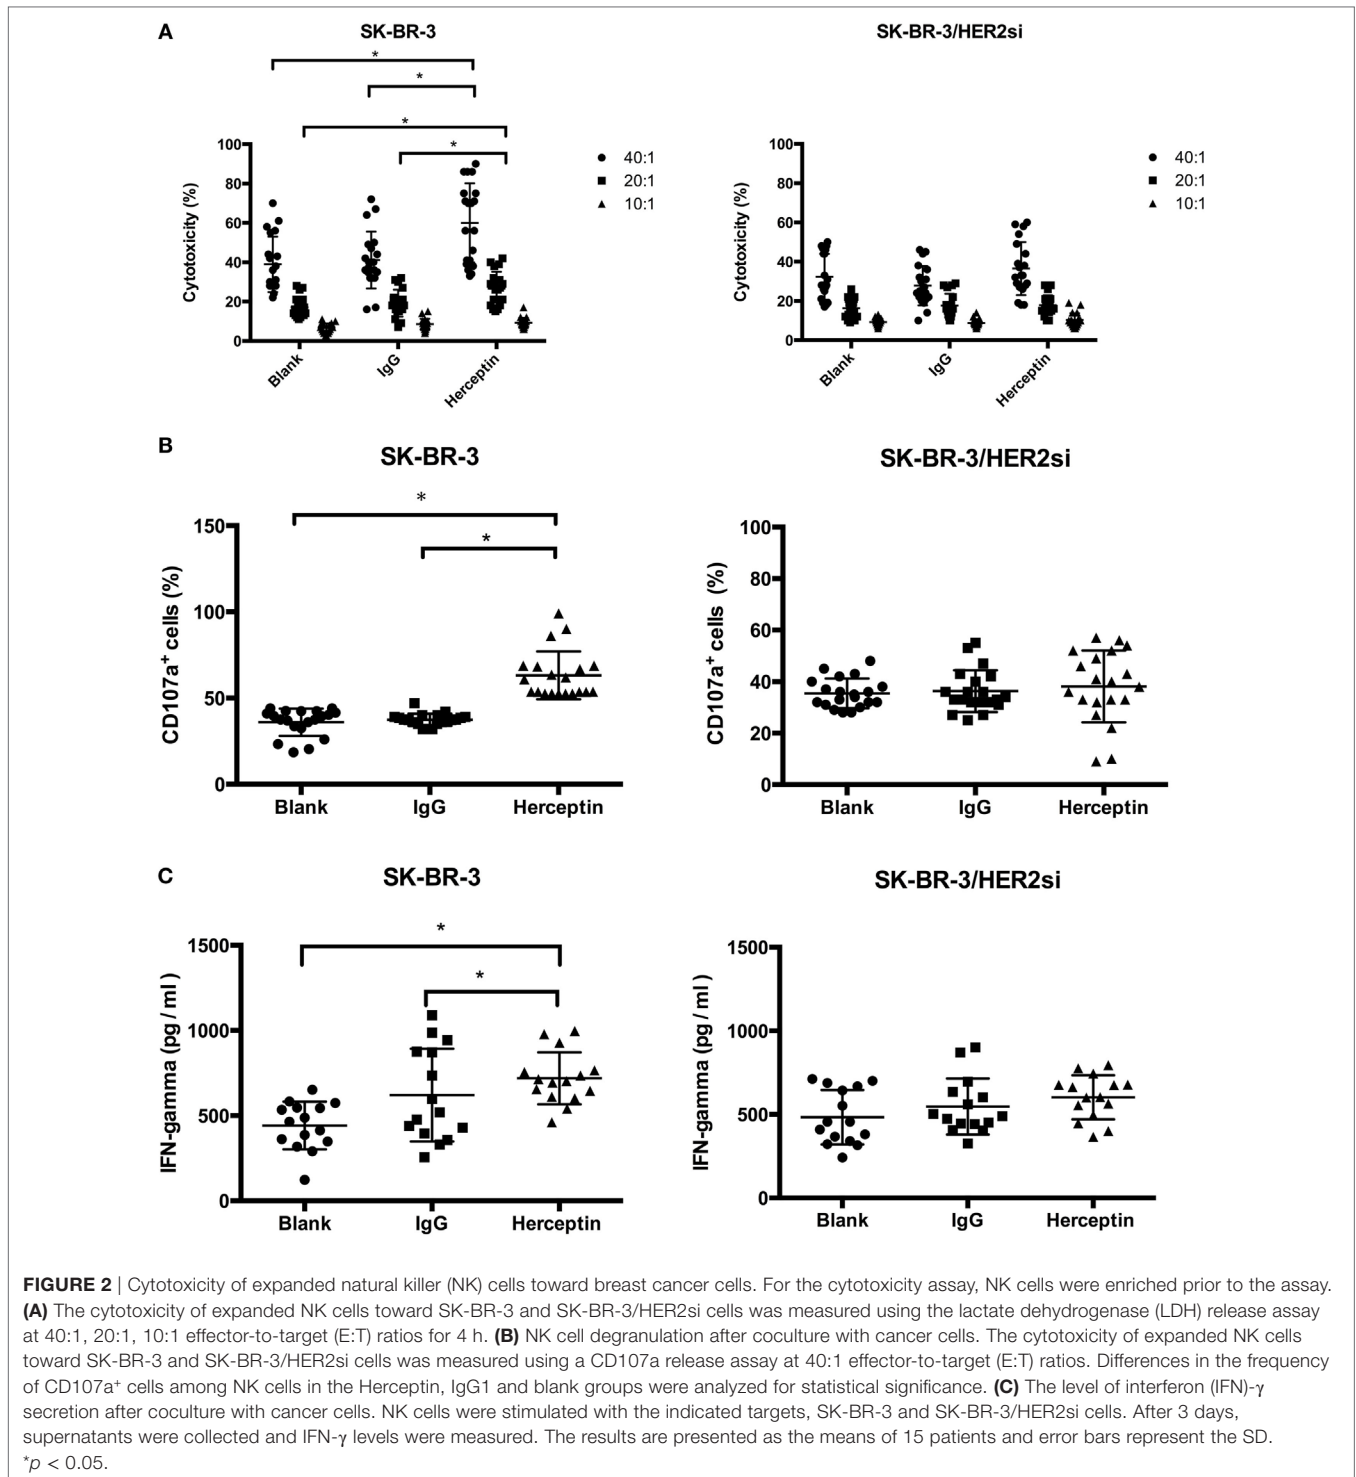 A
SK-BR-3
SK-BR-3/HER2si
*
*
*
*
100
80
60
40
20
0
Cytotoxicity (%)
40:1
20:1
10:1
Blank
IgG
Herceptin
100
80
60
40
20
0
Cytotoxicity (%)
40:1
20:1
10:1
Blank
IgG
Herceptin
B
SK-BR-3
SK-BR-3/HER2si
*
*
150
100
50
0
CD107a⁺ cells (%)
Blank
IgG
Herceptin
100
80
60
40
20
0
CD107a⁺ cells (%)
Blank
IgG
Herceptin
C
SK-BR-3
SK-BR-3/HER2si
*
*
1500
1000
500
0
IFN-gamma (pg / ml )
Blank
IgG
Herceptin
1500
1000
500
0
IFN-gamma (pg / ml )
Blank
IgG
Herceptin
FIGURE 2 | Cytotoxicity of expanded natural killer (NK) cells toward breast cancer cells. For the cytotoxicity assay, NK cells were enriched prior to the assay.
(A) The cytotoxicity of expanded NK cells toward SK-BR-3 and SK-BR-3/HER2si cells was measured using the lactate dehydrogenase (LDH) release assay
at 40:1, 20:1, 10:1 effector-to-target (E:T) ratios for 4 h. (B) NK cell degranulation after coculture with cancer cells. The cytotoxicity of expanded NK cells
toward SK-BR-3 and SK-BR-3/HER2si cells was measured using a CD107a release assay at 40:1 effector-to-target (E:T) ratios. Differences in the frequency
of CD107a⁺ cells among NK cells in the Herceptin, IgG1 and blank groups were analyzed for statistical significance. (C) The level of interferon (IFN)-γ
secretion after coculture with cancer cells. NK cells were stimulated with the indicated targets, SK-BR-3 and SK-BR-3/HER2si cells. After 3 days,
supernatants were collected and IFN-γ levels were measured. The results are presented as the means of 15 patients and error bars represent the SD.
*p < 0.05.